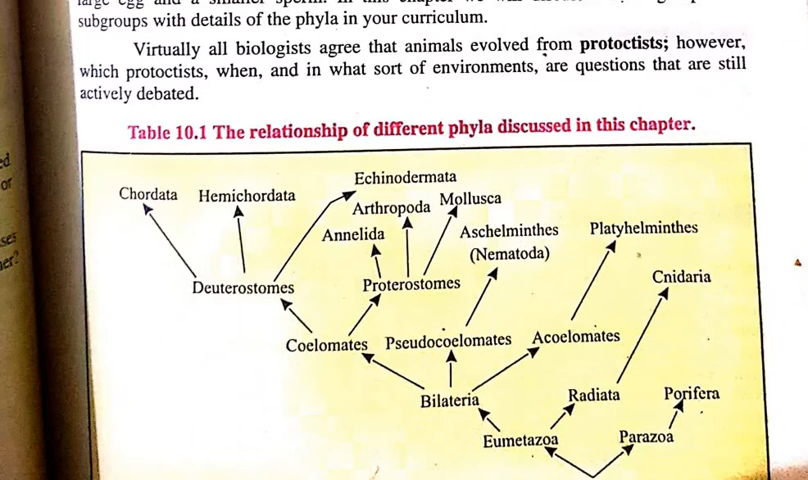 subgroups with details of the phyla in your curriculum.
Virtually all biologists agree that animals evolved from protoctists; however,
which protoctists, when, and in what sort of environments, are questions that are still
actively debated.
Table 10.1 The relationship of different phyla discussed in this chapter.
Echinodermata
Chordata Hemichordata
Arthropoda Mollusca
Annelida Aschelminthes Platyhelminthes
(Nematoda)
Cnidaria
Deuterostomes Proterostomes
Coelomates Pseudocoelomates Acoelomates
Bilateria Radiata Porifera
Eumetazoa Parazoa